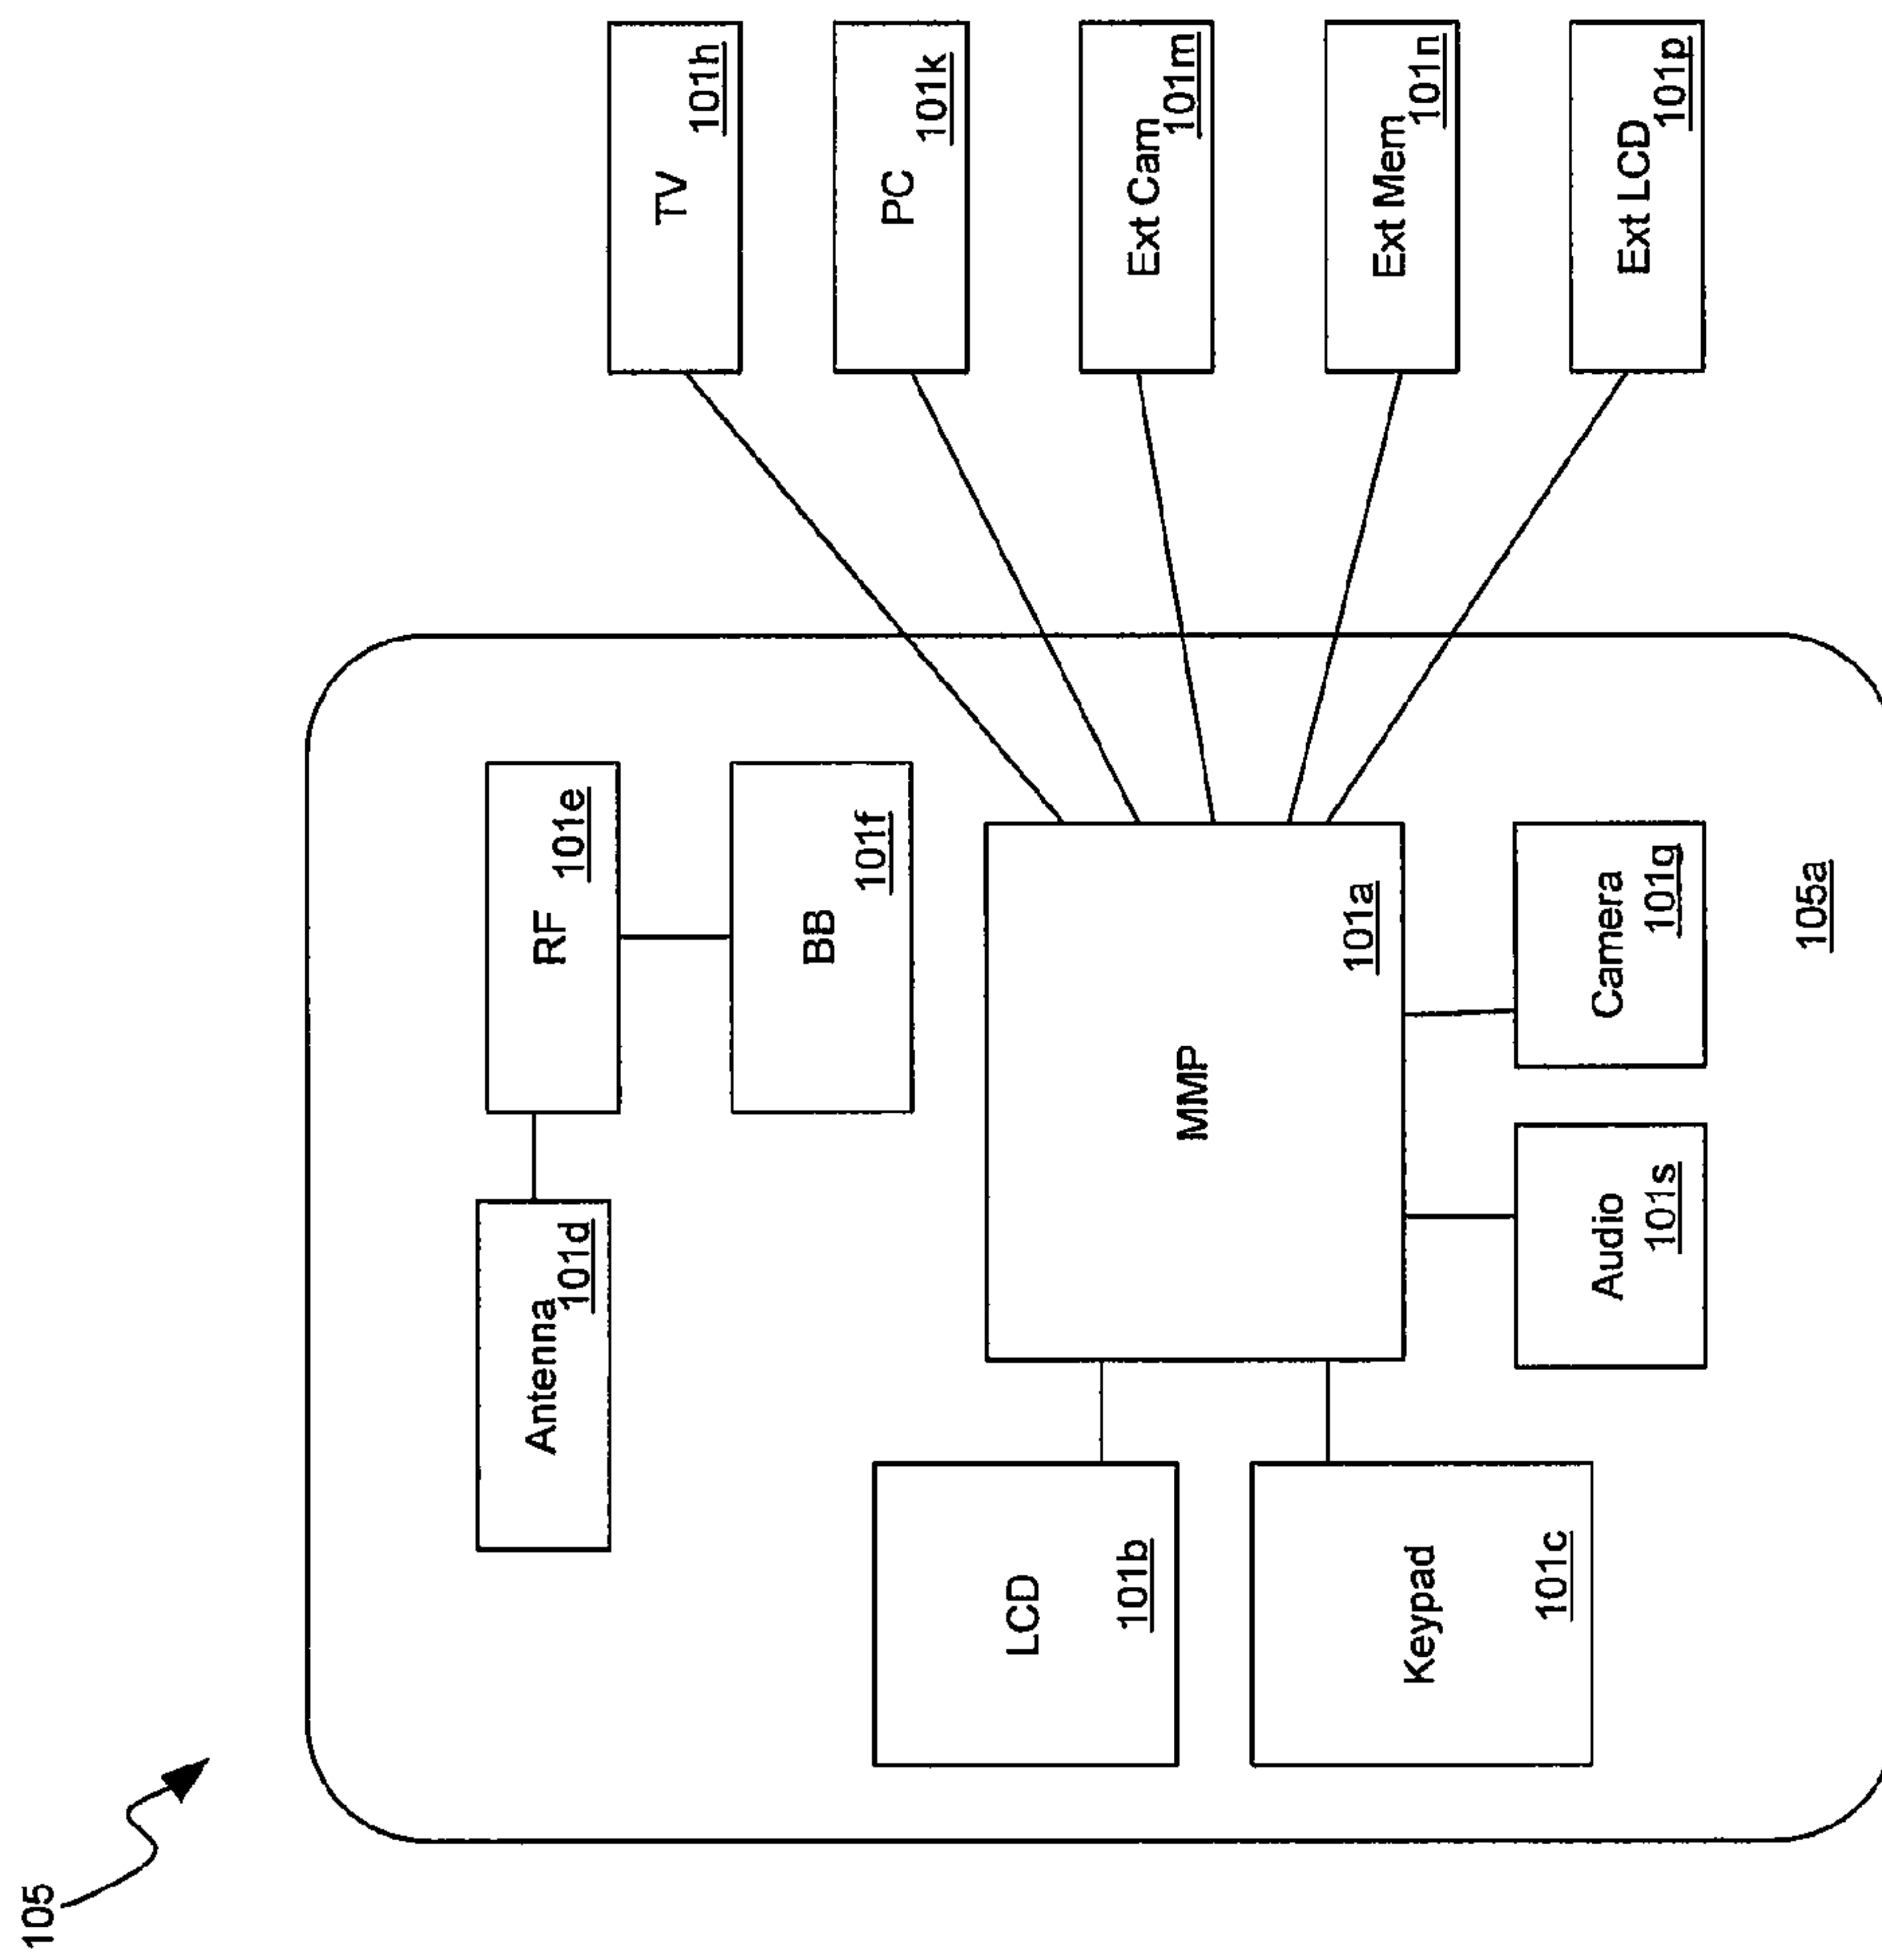 105
TV
101h
PC
101k
Ext Cam
101m
Ext Mem
101n
Ext LCD
101p
Antenna
101d
RF
101e
BB
101f
LCD
101b
MMP
101a
Keypad
101c
Audio
101s
Camera
101g
105a